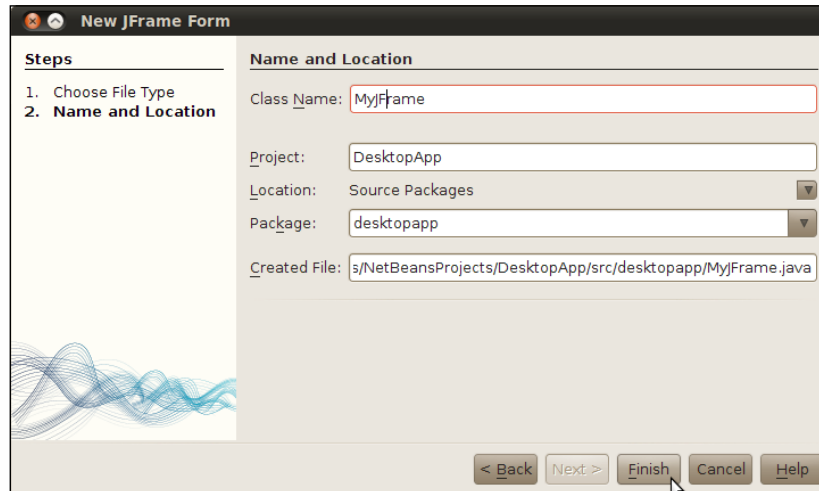 New JFrame Form
Steps
1. Choose File Type
2. Name and Location
Name and Location
Class Name: MyJFrame
Project: DesktopApp
Location: Source Packages
Package: desktopapp
Created File: s/NetBeansProjects/DesktopApp/src/desktopapp/MyJFrame.java
< Back Next > Finish Cancel Help